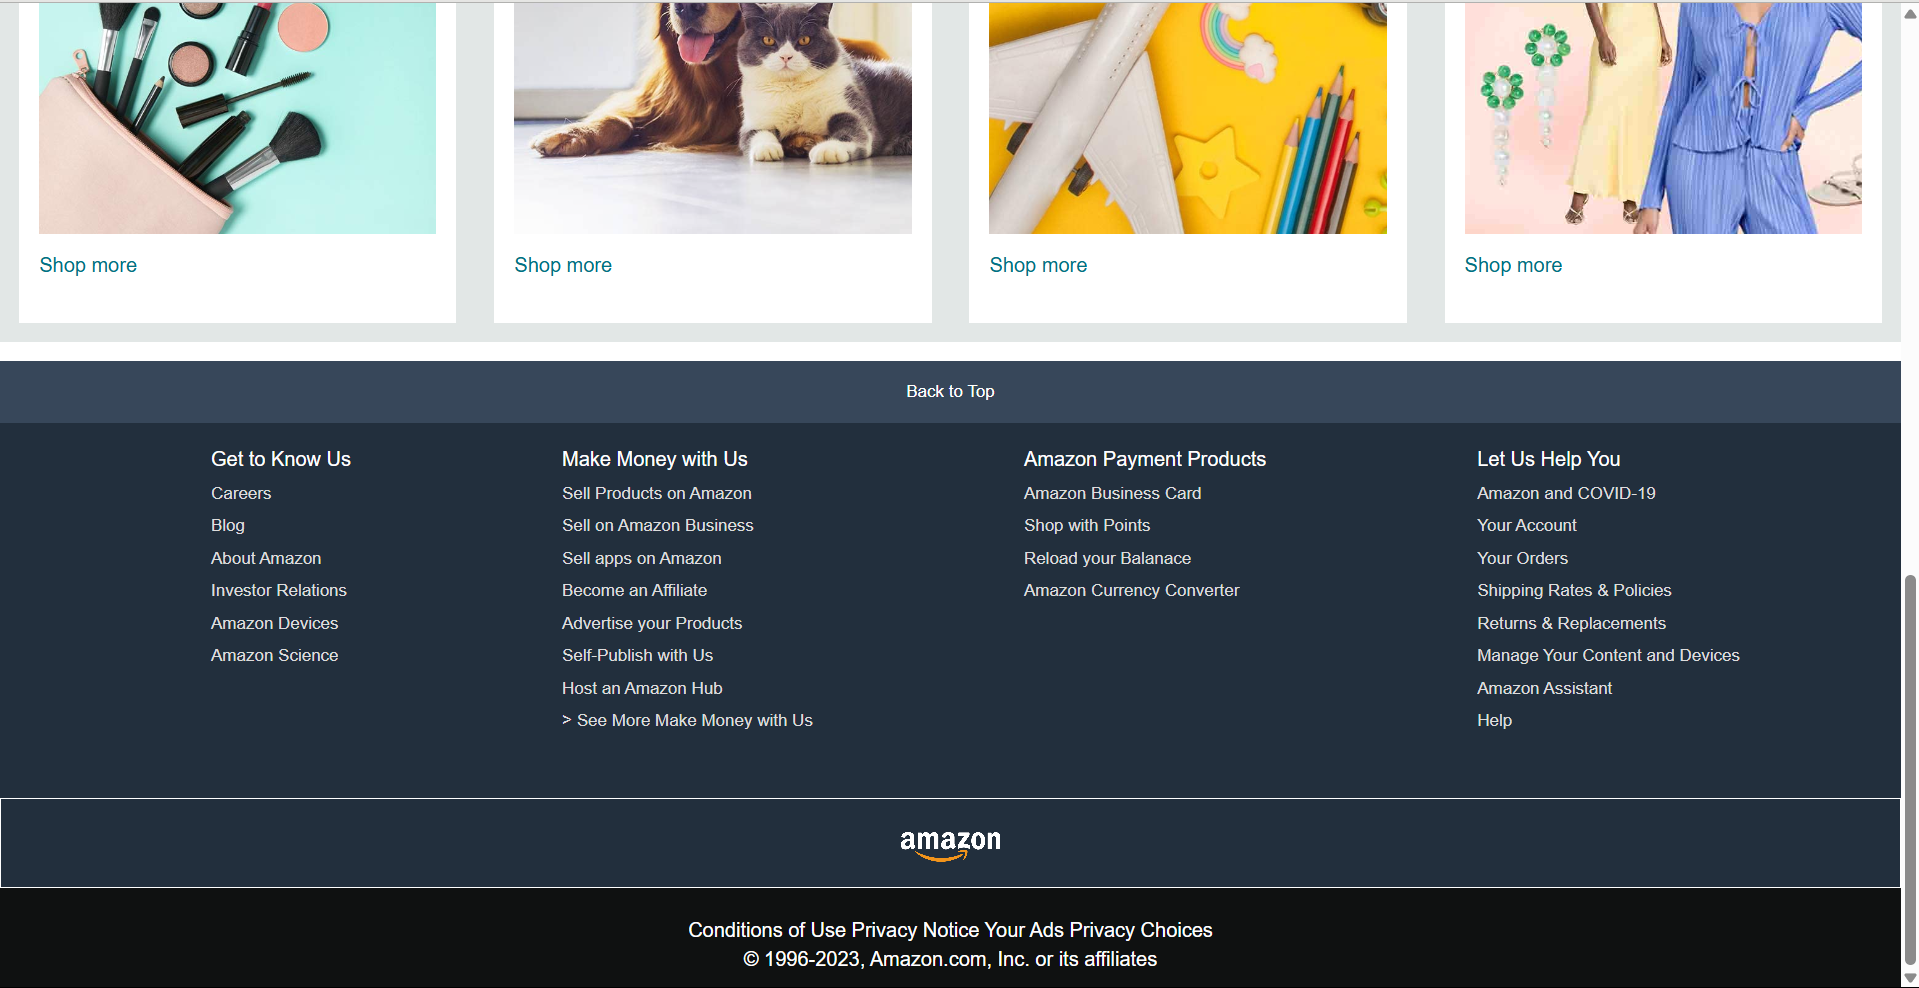 Shop more
Shop more
Shop more
Shop more
Back to Top
Get to Know Us
Careers
Blog
About Amazon
Investor Relations
Amazon Devices
Amazon Science
Make Money with Us
Sell Products on Amazon
Sell on Amazon Business
Sell apps on Amazon
Become an Affiliate
Advertise your Products
Self-Publish with Us
Host an Amazon Hub
> See More Make Money with Us
Amazon Payment Products
Amazon Business Card
Shop with Points
Reload your Balanace
Amazon Currency Converter
Let Us Help You
Amazon and COVID-19
Your Account
Your Orders
Shipping Rates & Policies
Returns & Replacements
Manage Your Content and Devices
Amazon Assistant
Help
amazon
Conditions of Use Privacy Notice Your Ads Privacy Choices
© 1996-2023, Amazon.com, Inc. or its affiliates